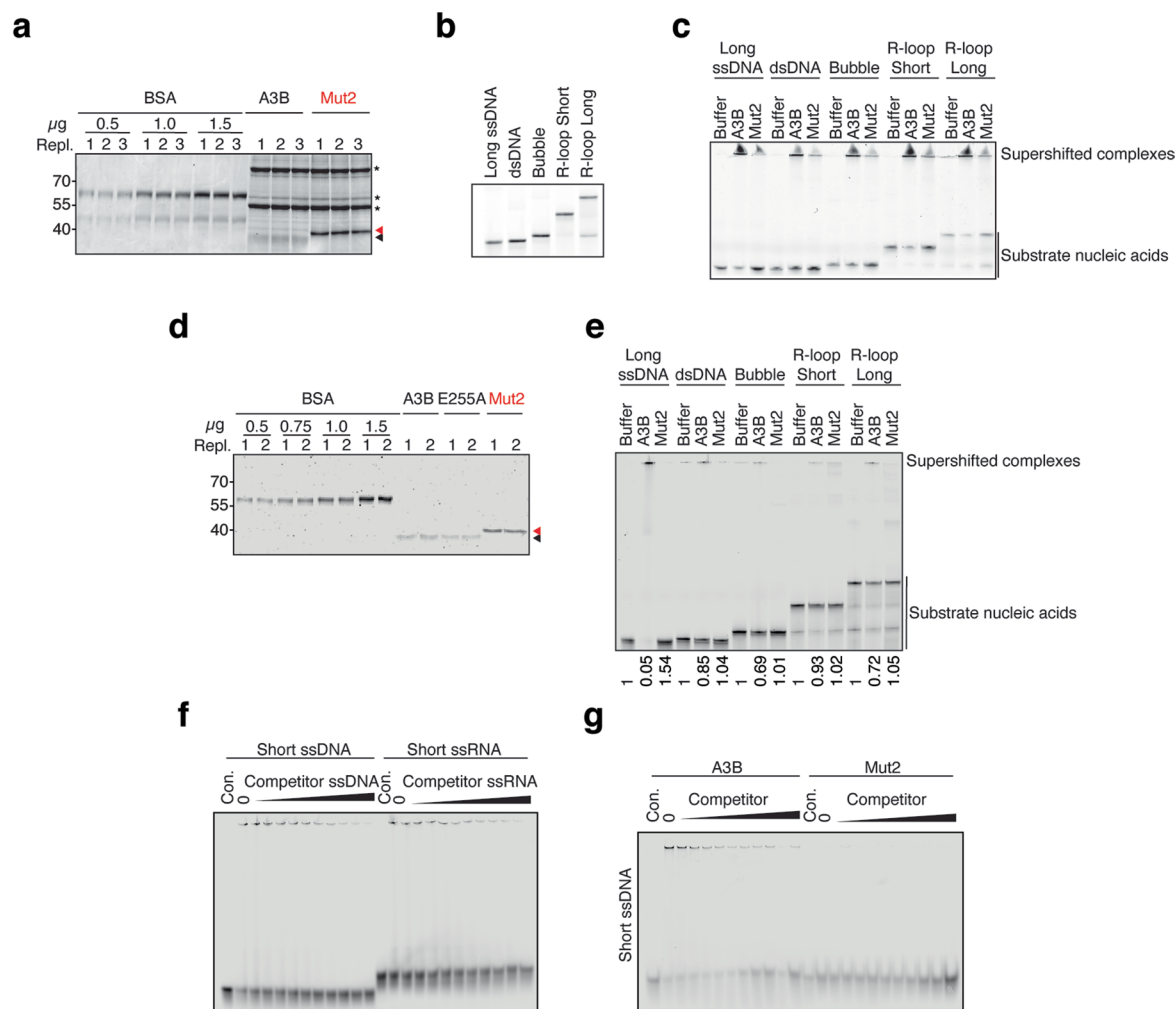 a
BSA A3B Mut2
µg 0.5 1.0 1.5
Repl. 1 2 3 1 2 3 1 2 3 1 2 3 1 2 3
70
55
40
*
*
*
b
Long ssDNA
dsDNA
Bubble
R-loop Short
R-loop Long
c
Long ssDNA dsDNA Bubble R-loop Short R-loop Long
Buffer A3B Mut2 Buffer A3B Mut2 Buffer A3B Mut2 Buffer A3B Mut2 Buffer A3B Mut2
Supershifted complexes
Substrate nucleic acids
d
BSA A3B E255A Mut2
µg 0.5 0.75 1.0 1.5
Repl. 1 2 1 2 1 2 1 2 1 2 1 2 1 2
70
55
40
e
Long ssDNA dsDNA Bubble R-loop Short R-loop Long
Buffer A3B Mut2 Buffer A3B Mut2 Buffer A3B Mut2 Buffer A3B Mut2 Buffer A3B Mut2
Supershifted complexes
Substrate nucleic acids
1 0.05 1.54 1 0.85 1.04 1 0.69 1.01 1 0.93 1.02 1 0.72 1.05
f
Short ssDNA Short ssRNA
Con. 0 Competitor ssDNA Con. 0 Competitor ssRNA
g
A3B Mut2
Con. 0 Competitor Con. 0 Competitor
Short ssDNA